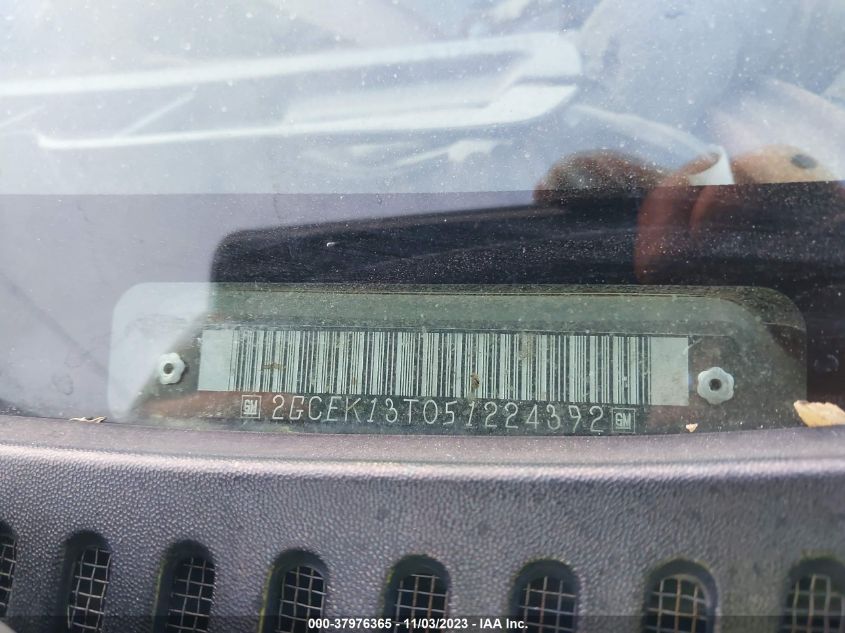 GM 2GCEK13T051224392 GM
000-37976365 - 11/03/2023 - IAA Inc.